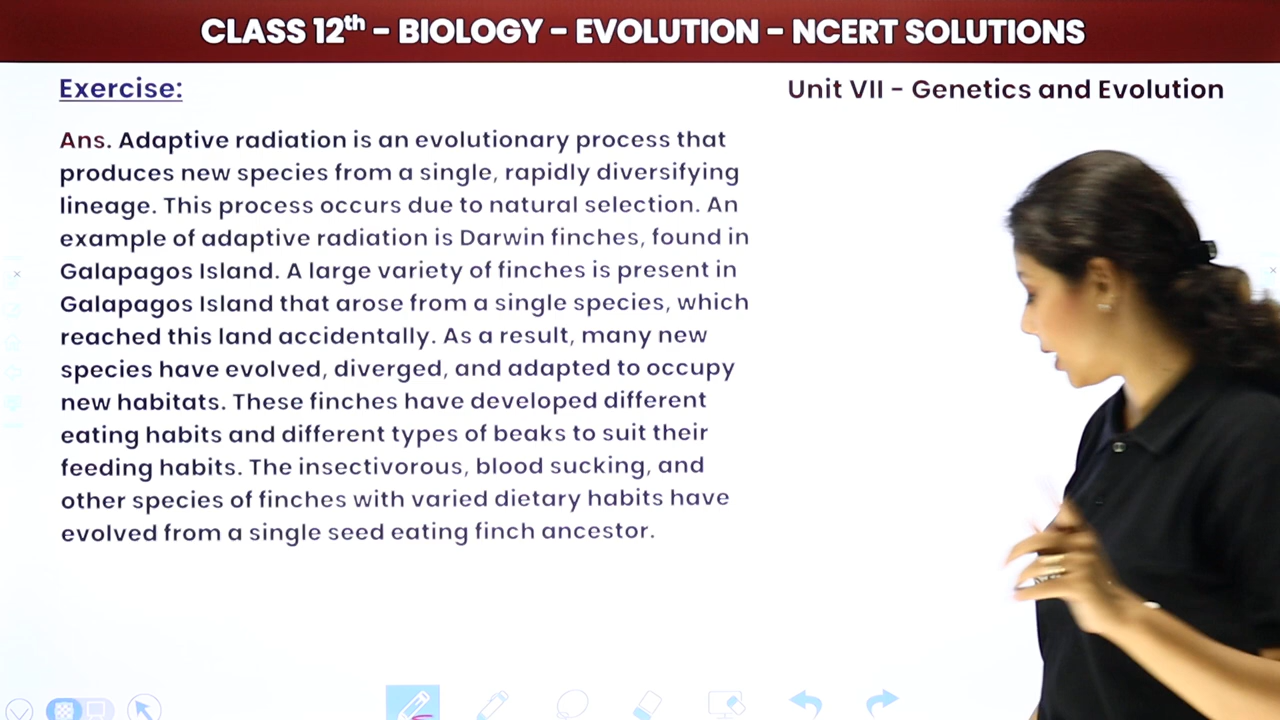 CLASS 12th – BIOLOGY – EVOLUTION – NCERT SOLUTIONS
Exercise:
Unit VII – Genetics and Evolution
Ans. Adaptive radiation is an evolutionary process that
produces new species from a single, rapidly diversifying
lineage. This process occurs due to natural selection. An
example of adaptive radiation is Darwin finches, found in
Galapagos Island. A large variety of finches is present in
Galapagos Island that arose from a single species, which
reached this land accidentally. As a result, many new
species have evolved, diverged, and adapted to occupy
new habitats. These finches have developed different
eating habits and different types of beaks to suit their
feeding habits. The insectivorous, blood sucking, and
other species of finches with varied dietary habits have
evolved from a single seed eating finch ancestor.